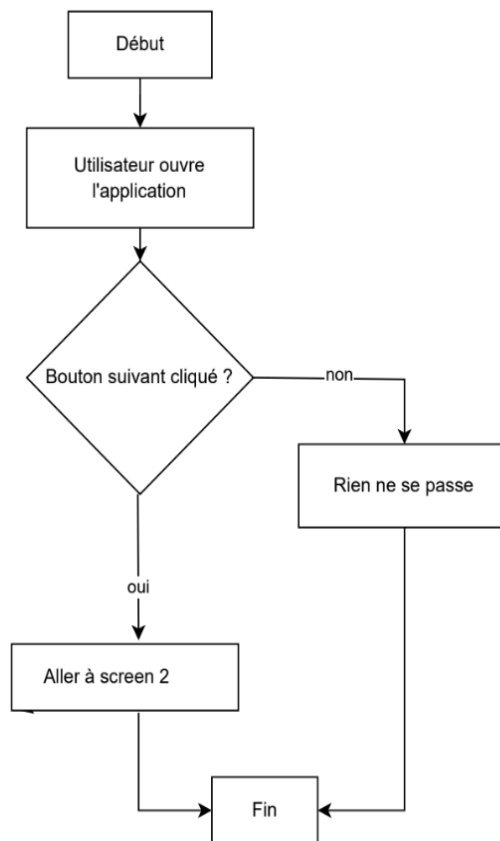 Début
Utilisateur ouvre
l'application
Bouton suivant cliqué ?
non
Rien ne se passe
oui
Aller à screen 2
Fin